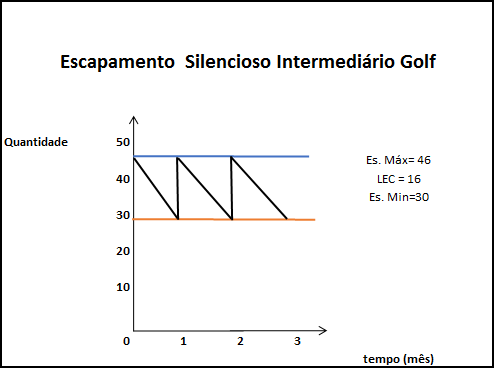 Escapamento  Silencioso Intermediário Golf
Quantidade
50
40
30
20
10
0 1 2 3
tempo (mês)
Es. Máx= 46
LEC = 16
Es. Min=30